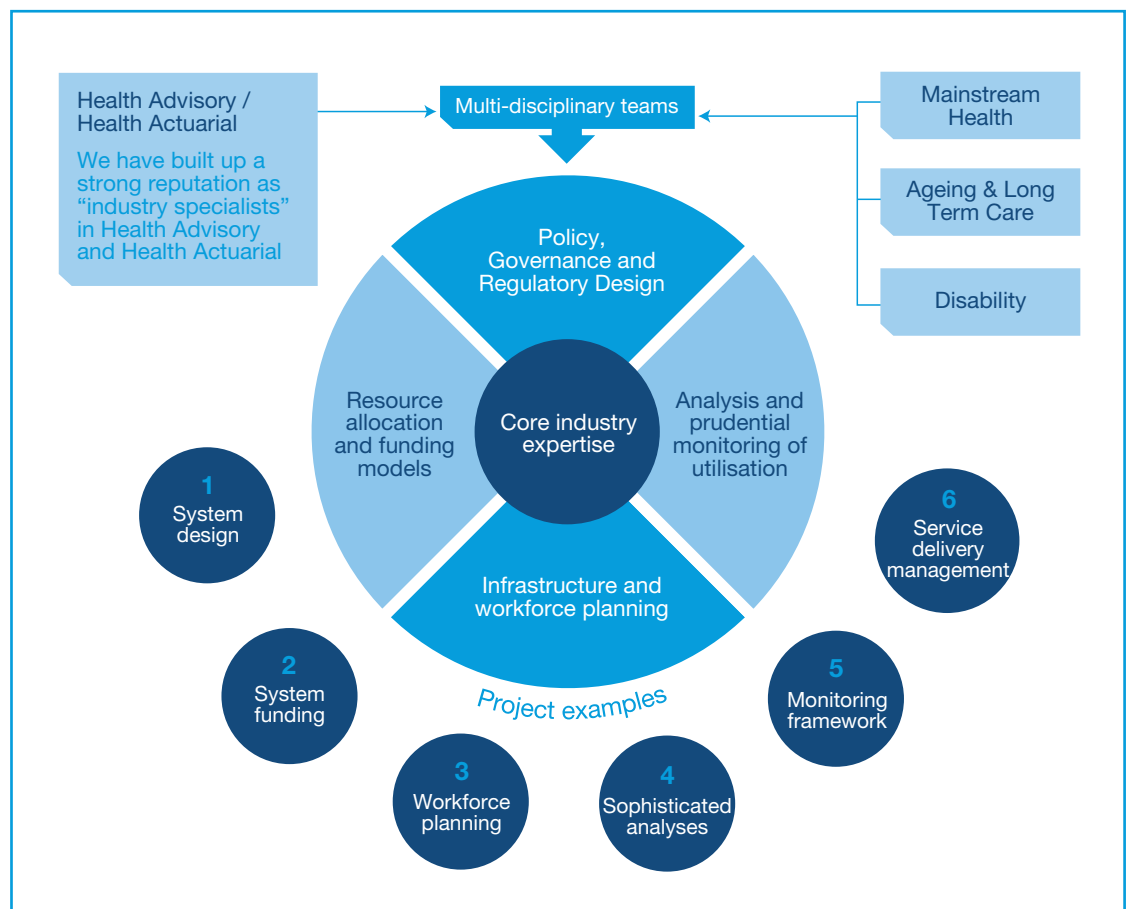 Health Advisory /
Health Actuarial
We have built up a
strong reputation as
“industry specialists”
in Health Advisory
and Health Actuarial
Multi-disciplinary teams
Mainstream
Health
Ageing & Long
Term Care
Disability
Policy,
Governance and
Regulatory Design
Resource
allocation
and funding
models
Core industry
expertise
Analysis and
prudential
monitoring of
utilisation
Infrastructure and
workforce planning
Project examples
1
System
design
2
System
funding
3
Workforce
planning
4
Sophisticated
analyses
5
Monitoring
framework
6
Service
delivery
management